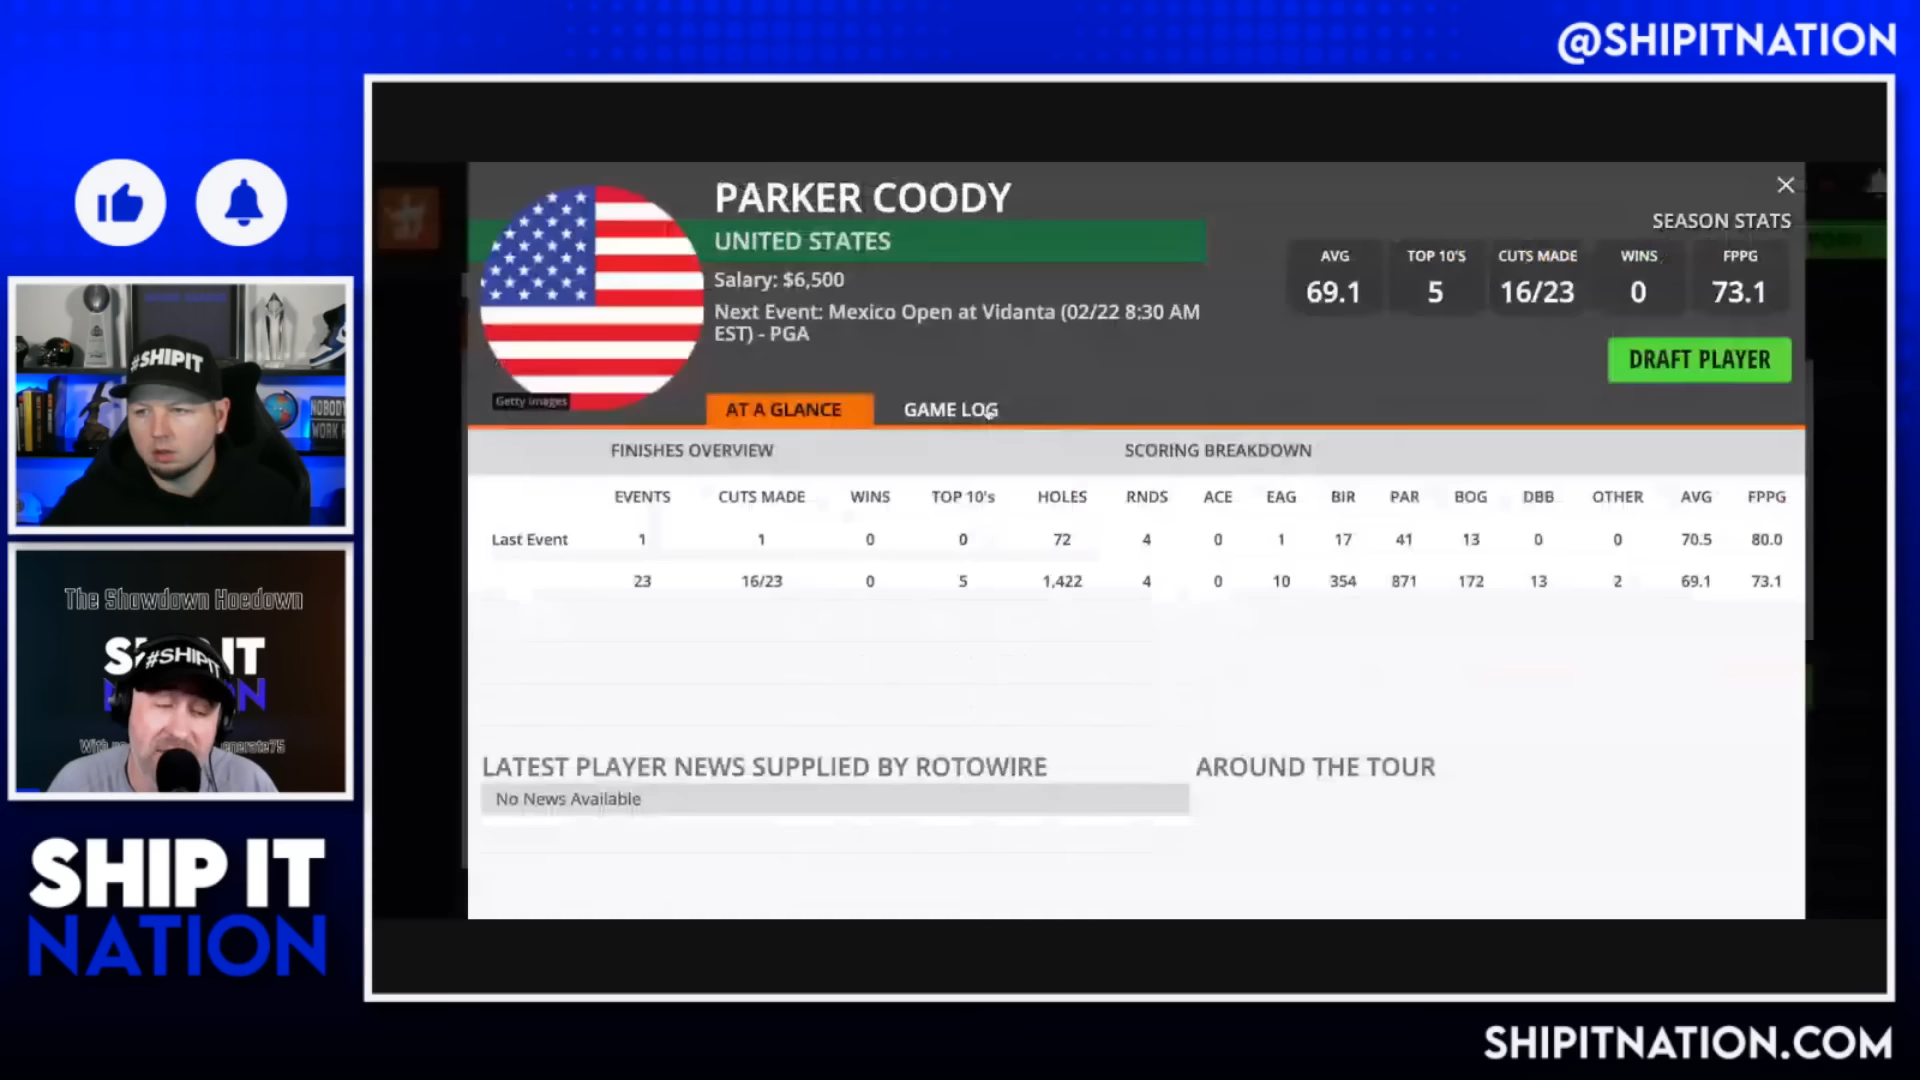 @SHIPITNATION
PARKER COODY
UNITED STATES
Salary: $6,500
Next Event: Mexico Open at Vidanta (02/22 8:30 AM
EST) - PGA
Getty Images
SEASON STATS
AVG TOP 10'S CUTS MADE WINS FPPG
69.1 5 16/23 0 73.1
DRAFT PLAYER
AT A GLANCE GAME LOG
FINISHES OVERVIEW SCORING BREAKDOWN
EVENTS CUTS MADE WINS TOP 10's HOLES RNDS ACE EAG BIR PAR BOG DBB OTHER AVG FPPG
Last Event 1 1 0 0 72 4 0 1 17 41 13 0 0 70.5 80.0
23 16/23 0 5 1,422 4 0 10 354 871 172 13 2 69.1 73.1
LATEST PLAYER NEWS SUPPLIED BY ROTOWIRE AROUND THE TOUR
No News Available
#SHIPIT
NOBODY
WORK
The Showdown Hoedown
#SHIPIT
With
SHIP IT
NATION
SHIPITNATION.COM